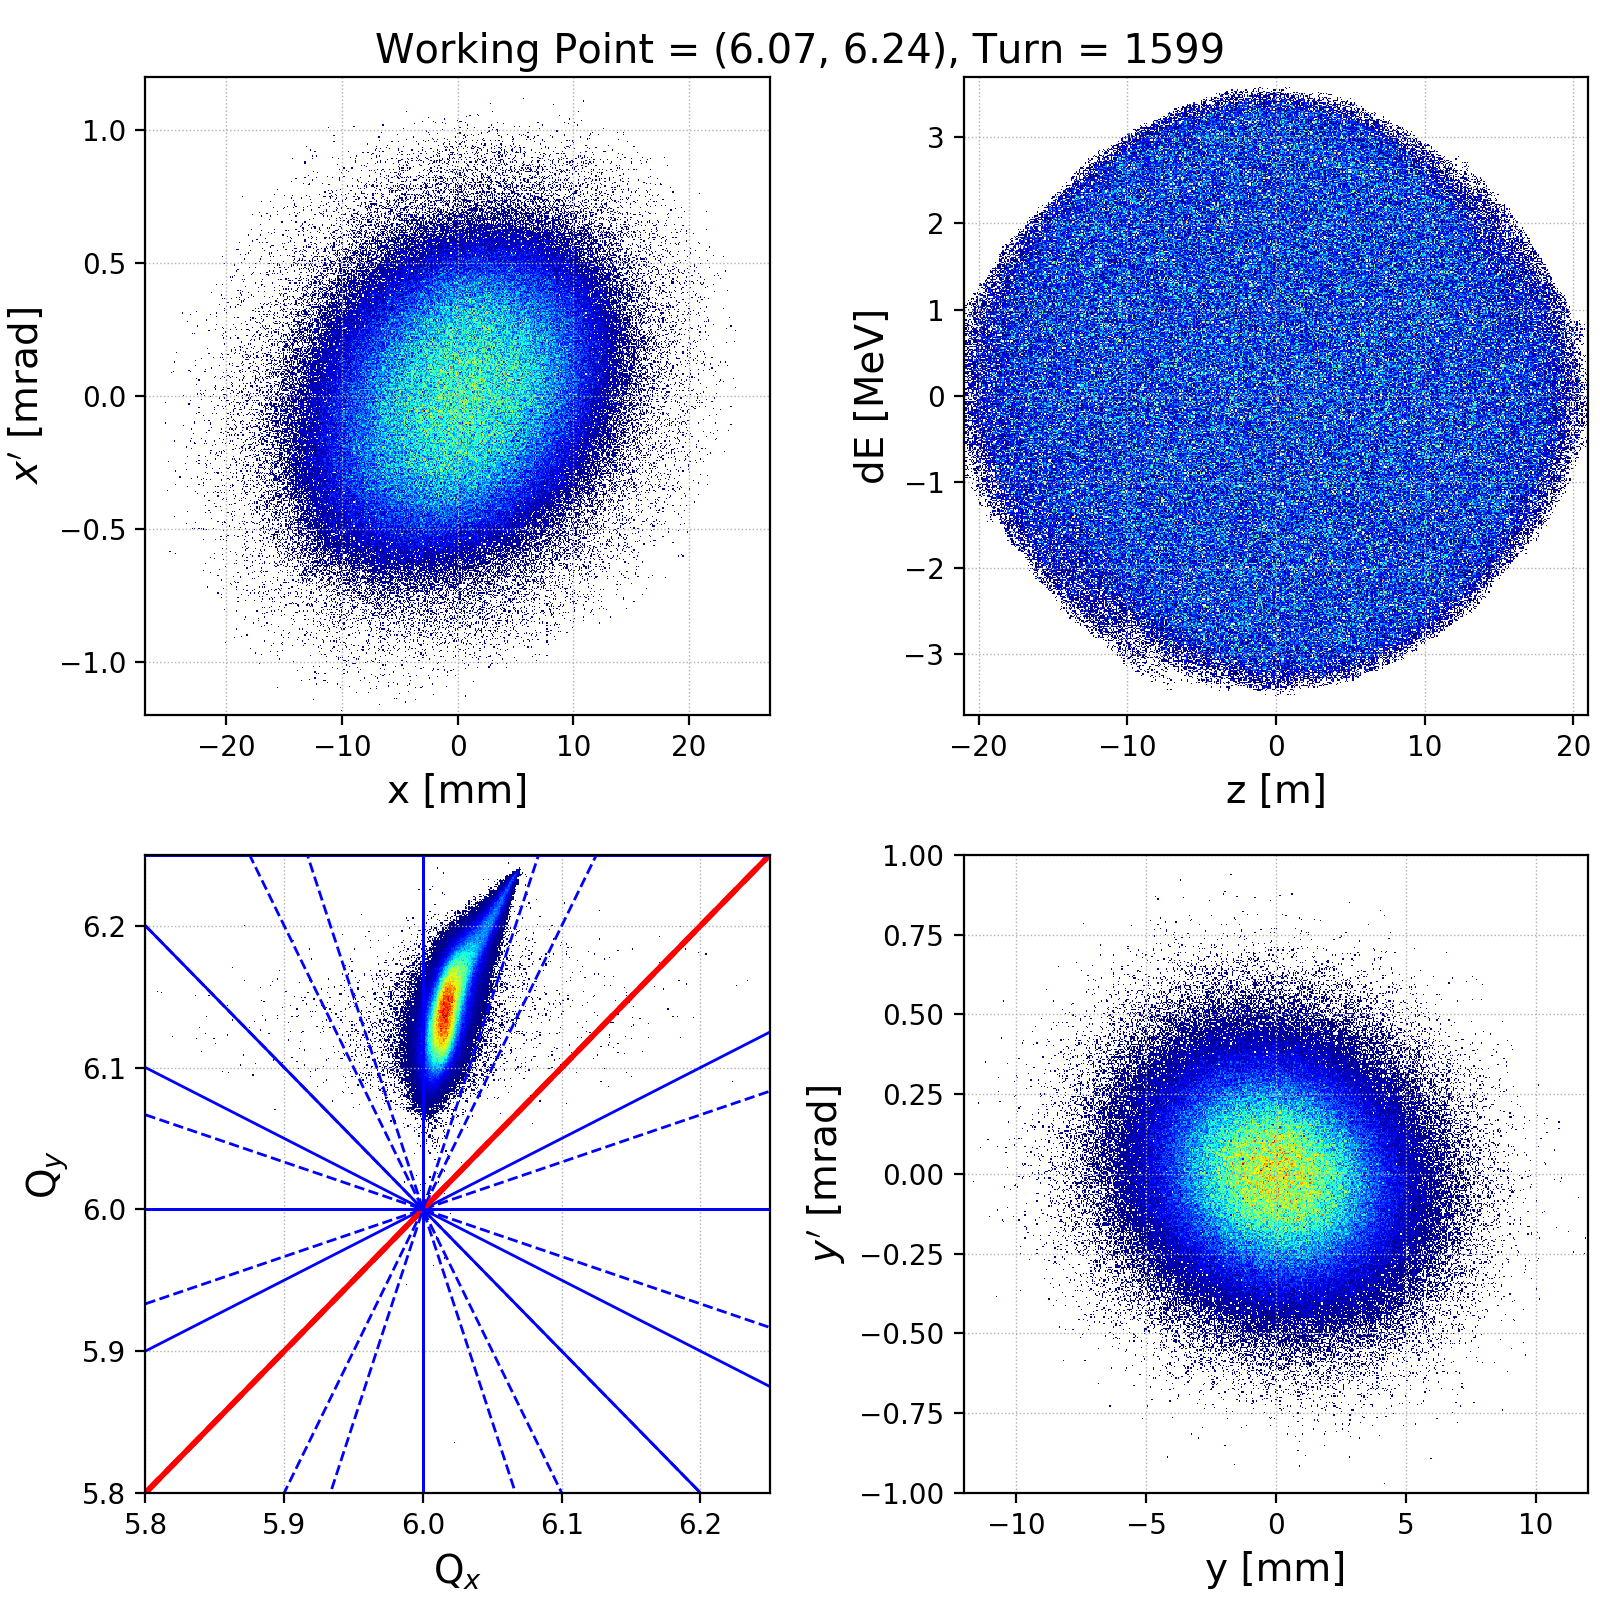 Working Point = (6.07, 6.24), Turn = 1599
1.0
0.5
0.0
−0.5
−1.0
x′ [mrad]
−20 −10 0 10 20
x [mm]
3
2
1
0
−1
−2
−3
dE [MeV]
−20 −10 0 10 20
z [m]
6.2
6.1
6.0
5.9
5.8
Qy
5.8 5.9 6.0 6.1 6.2
Qx
1.00
0.75
0.50
0.25
0.00
−0.25
−0.50
−0.75
−1.00
y′ [mrad]
−10 −5 0 5 10
y [mm]